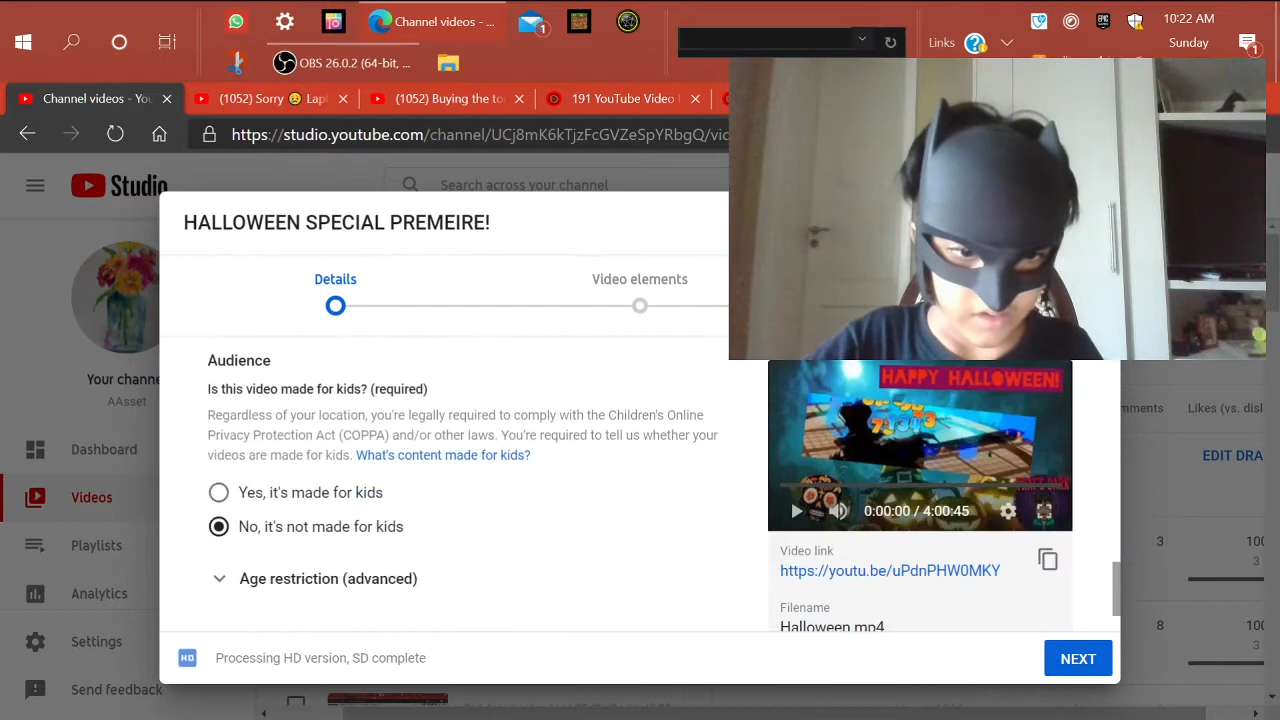 Channel videos - ...
1
10:22 AM
OBS 26.0.2 (64-bit, ...
Links
Sunday
1
Channel videos - You
(1052) Sorry 😢 Lapt
(1052) Buying the to
191 YouTube Video
https://studio.youtube.com/channel/UCj8mK6kTjzFcGVZeSpYRbgQ/vic
Studio
Search across your channel
HALLOWEEN SPECIAL PREMEIRE!
Details
Video elements
Audience
Is this video made for kids? (required)
Regardless of your location, you're legally required to comply with the Children's Online
Privacy Protection Act (COPPA) and/or other laws. You're required to tell us whether your
videos are made for kids. What's content made for kids?
Yes, it's made for kids
No, it's not made for kids
Age restriction (advanced)
HAPPY HALLOWEEN!
0:00:00 / 4:00:45
Video link
https://youtu.be/uPdnPHW0MKY
Filename
Halloween.mp4
HD
Processing HD version, SD complete
NEXT
Your channe
AAsset
Dashboard
Videos
Playlists
Analytics
Settings
Send feedback
mments
Likes (vs. disl
EDIT DRA
3
100
3
8
100
3